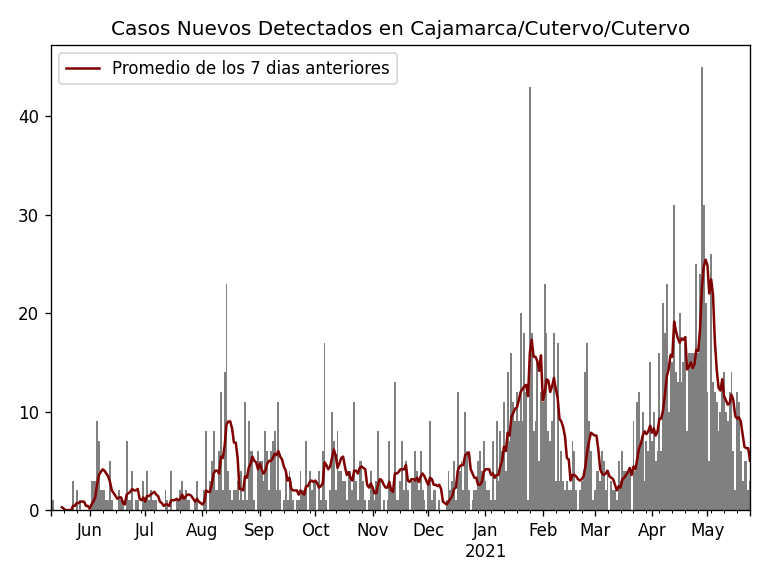 Casos Nuevos Detectados en Cajamarca/Cutervo/Cutervo
Promedio de los 7 dias anteriores
40
30
20
10
0
Jun Jul Aug Sep Oct Nov Dec Jan Feb Mar Apr May
2021